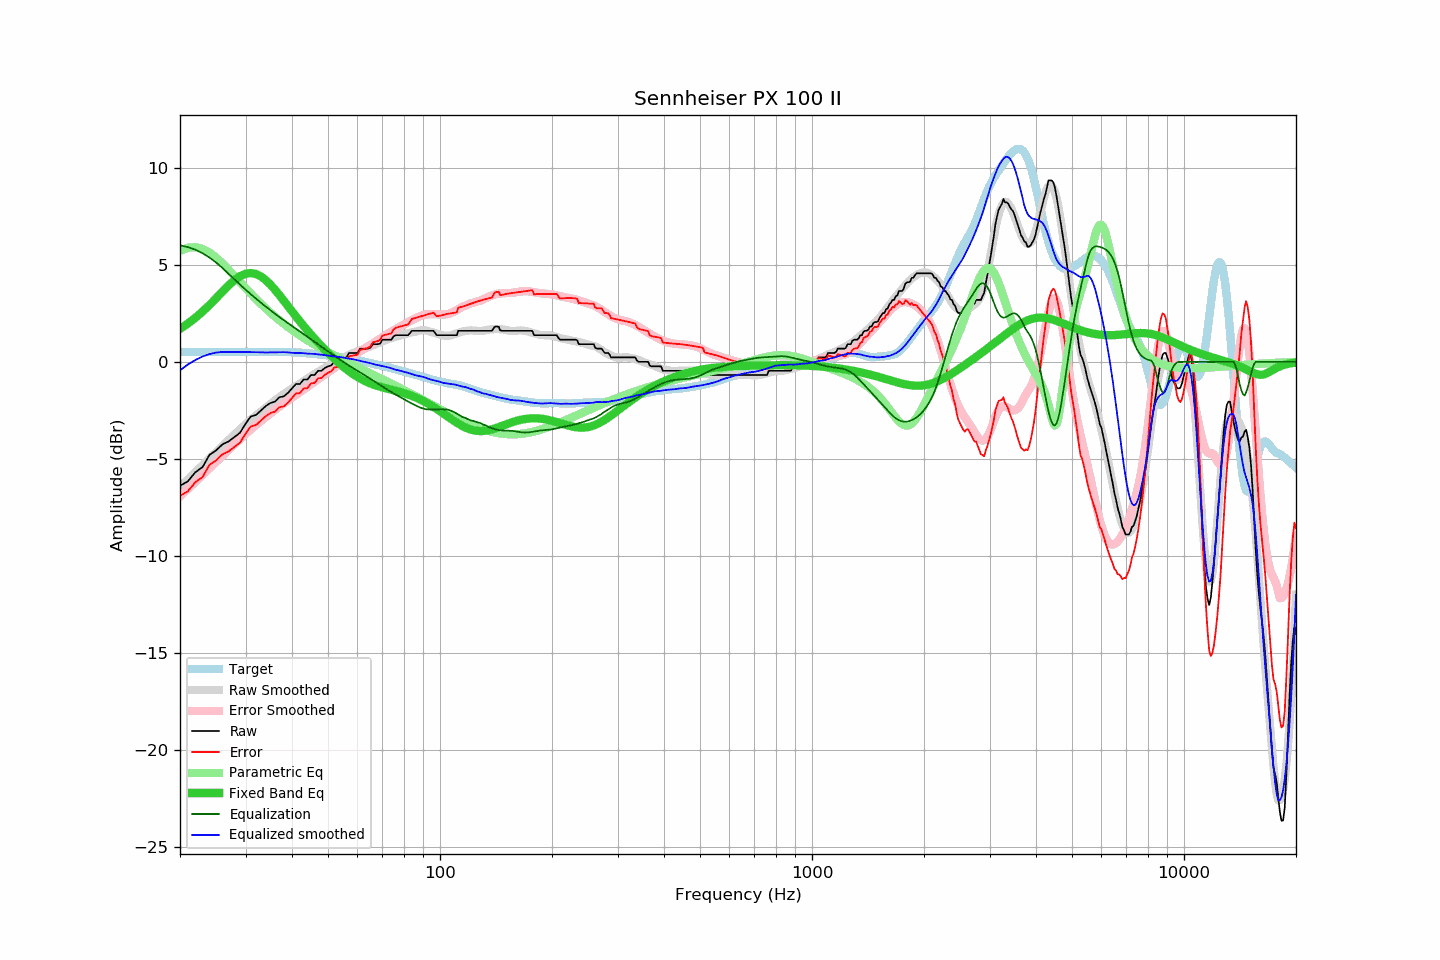 Sennheiser PX 100 II
10
5
0
−5
−10
−15
−20
−25
Amplitude (dBr)
Target
Raw Smoothed
Error Smoothed
Raw
Error
Parametric Eq
Fixed Band Eq
Equalization
Equalized smoothed
100
1000
10000
Frequency (Hz)